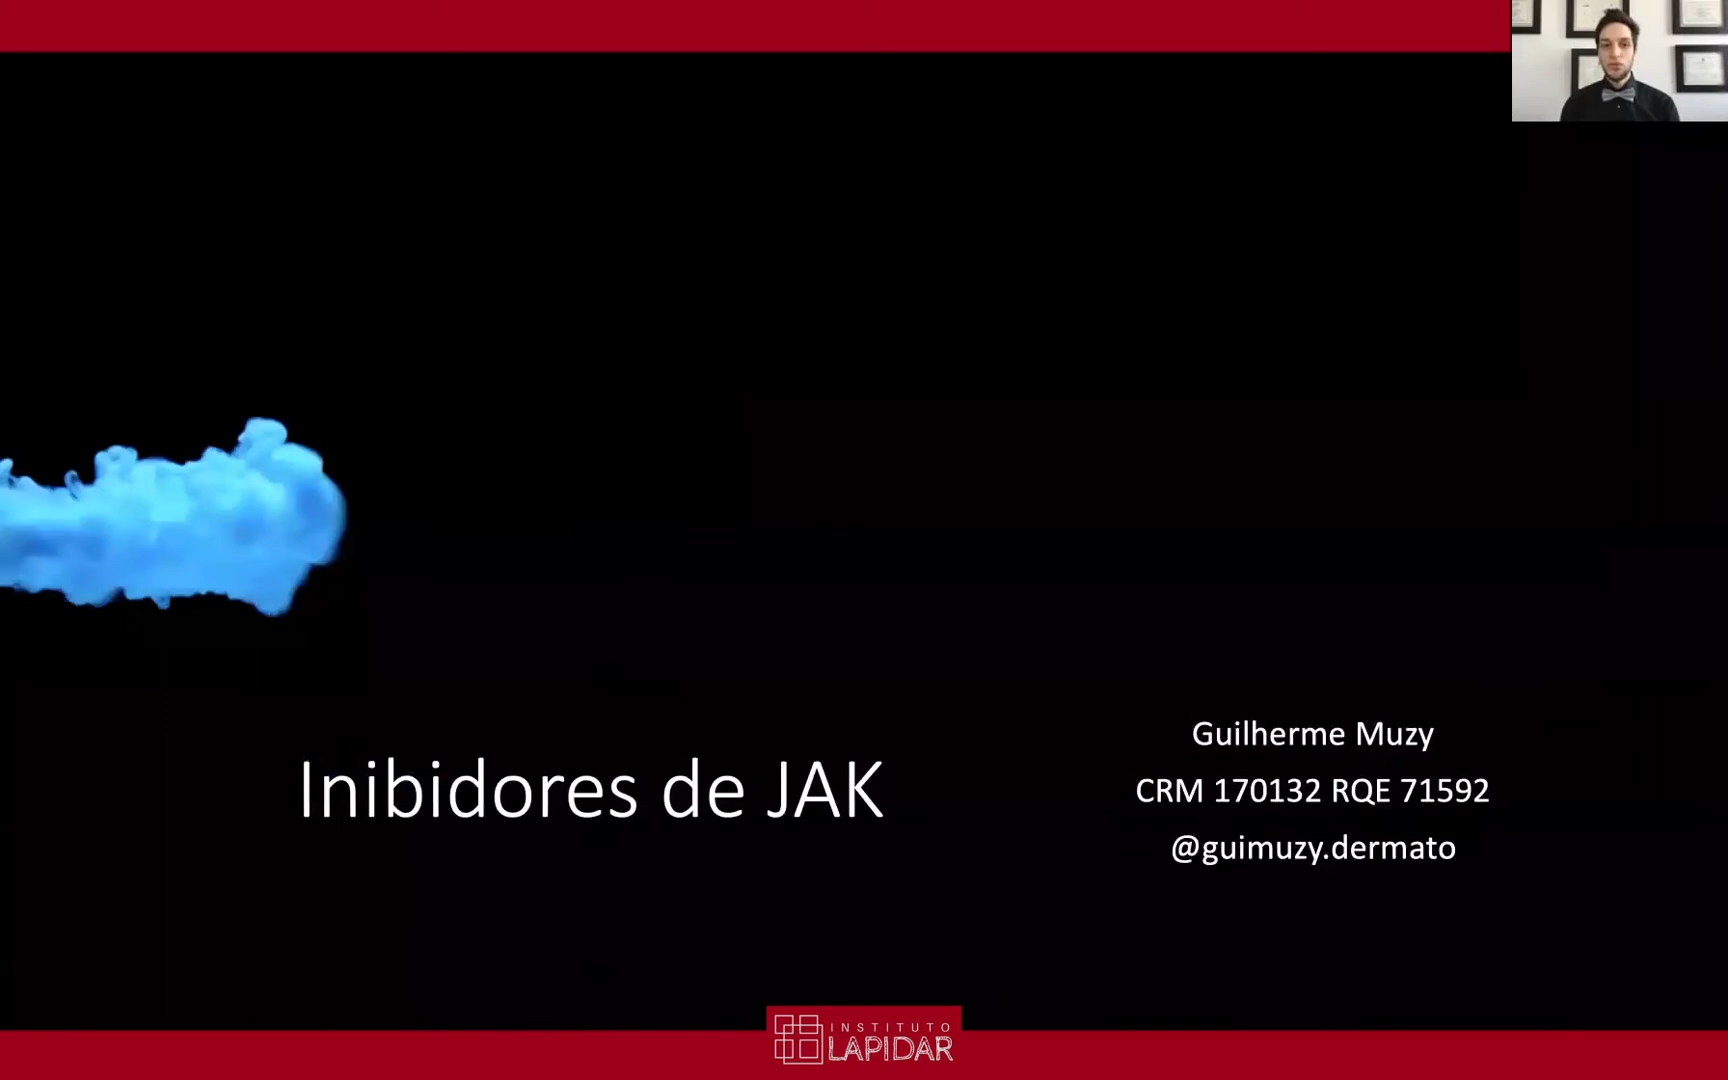 Inibidores de JAK
Guilherme Muzy
CRM 170132 RQE 71592
@guimuzy.dermato
INSTITUTO
LAPIDAR